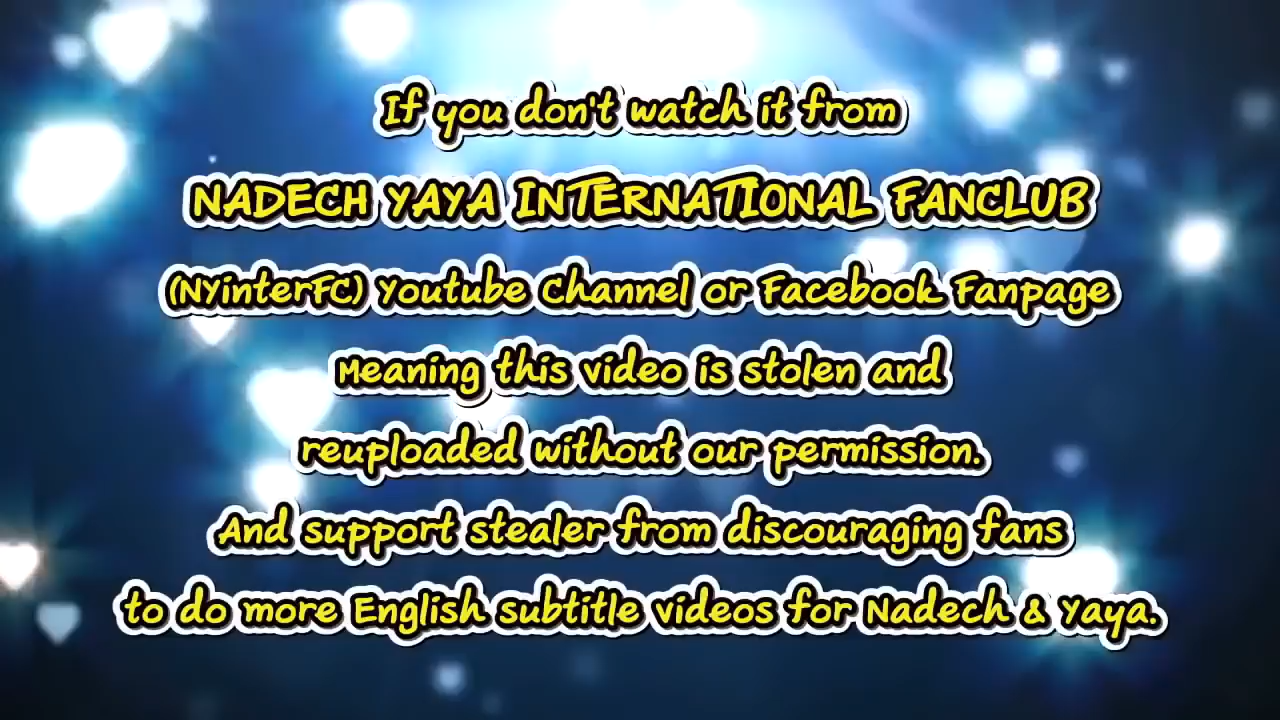 If you don't watch it from
NADECH YAYA INTERNATIONAL FANCLUB
(NYinterFC) Youtube Channel or Facebook Fanpage
Meaning this video is stolen and
reuploaded without our permission.
And support stealer from discouraging fans
to do more English subtitle videos for Nadech & Yaya.